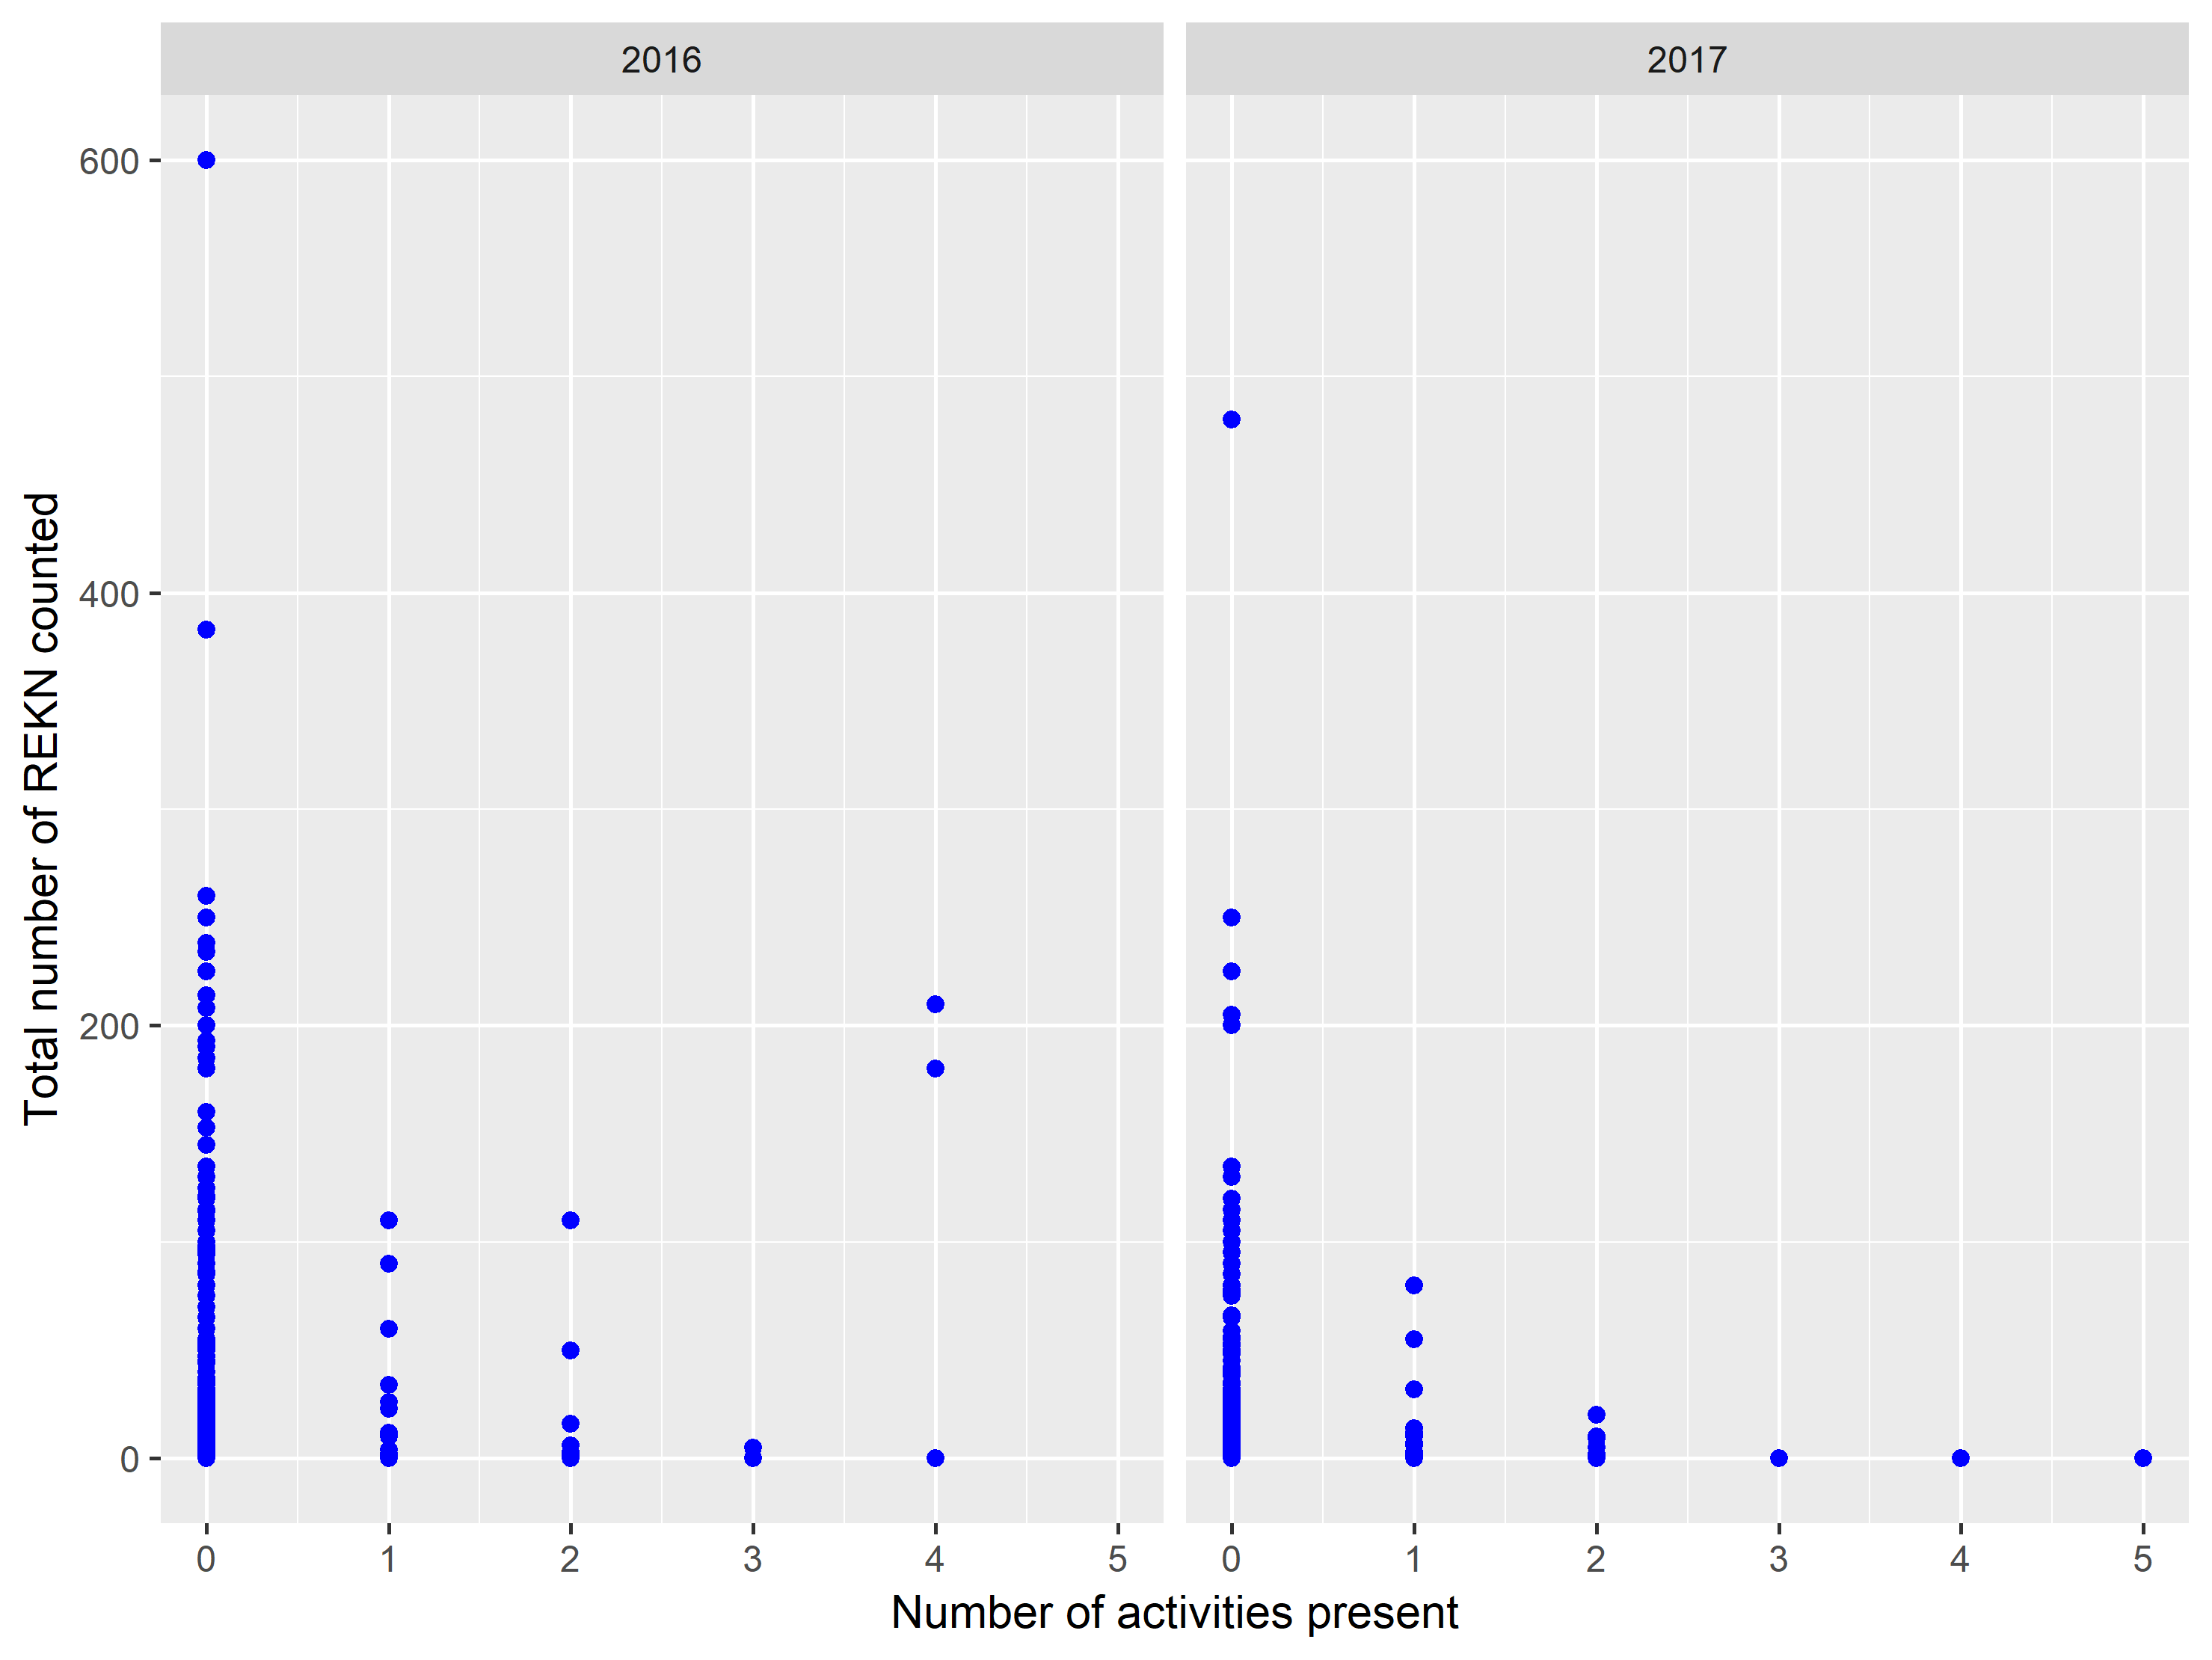 2016 2017
Total number of REKN counted
600
400
200
0
0 1 2 3 4 5 0 1 2 3 4 5
Number of activities present